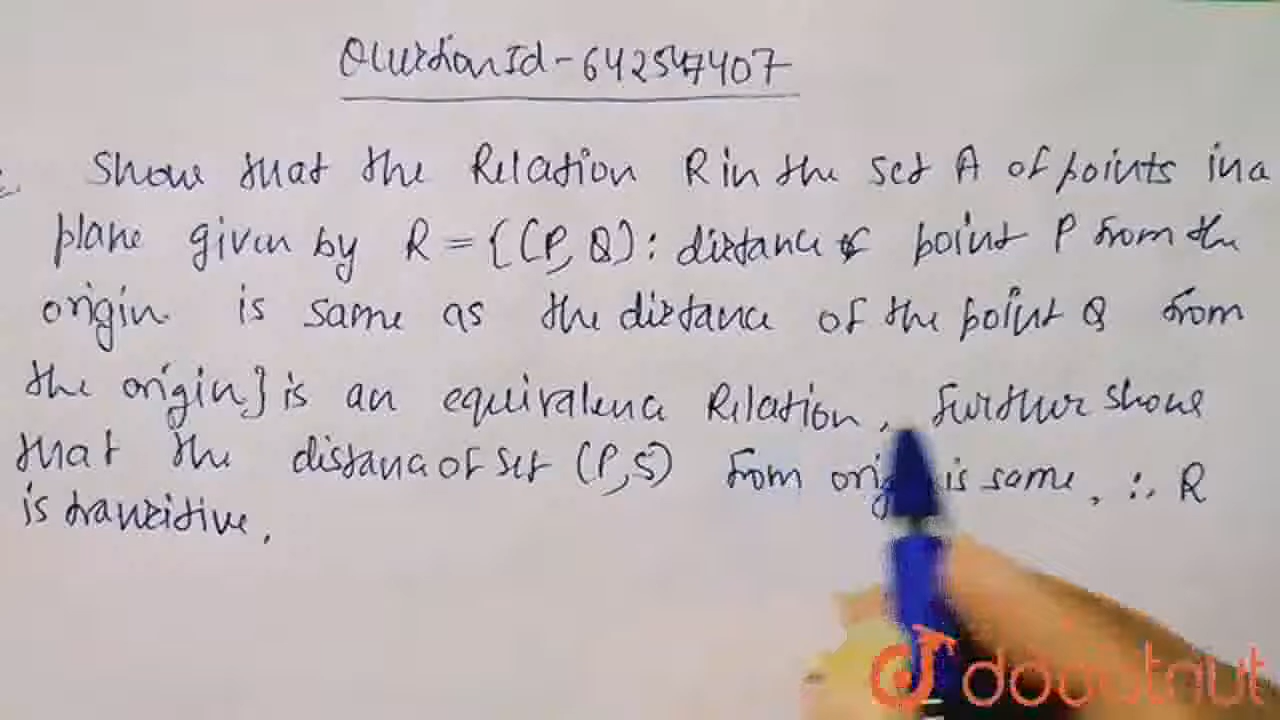 Question Id - 642547407
Show that the Relation R in the set A of points in a
plane given by R = {(P, Q): distance of point P from the
origin is same as the distance of the point Q from
the origin} is an equivalence Relation, further show
that the distance of set (P,S) from origin is same, ∴ R
is transitive,
doubtnut